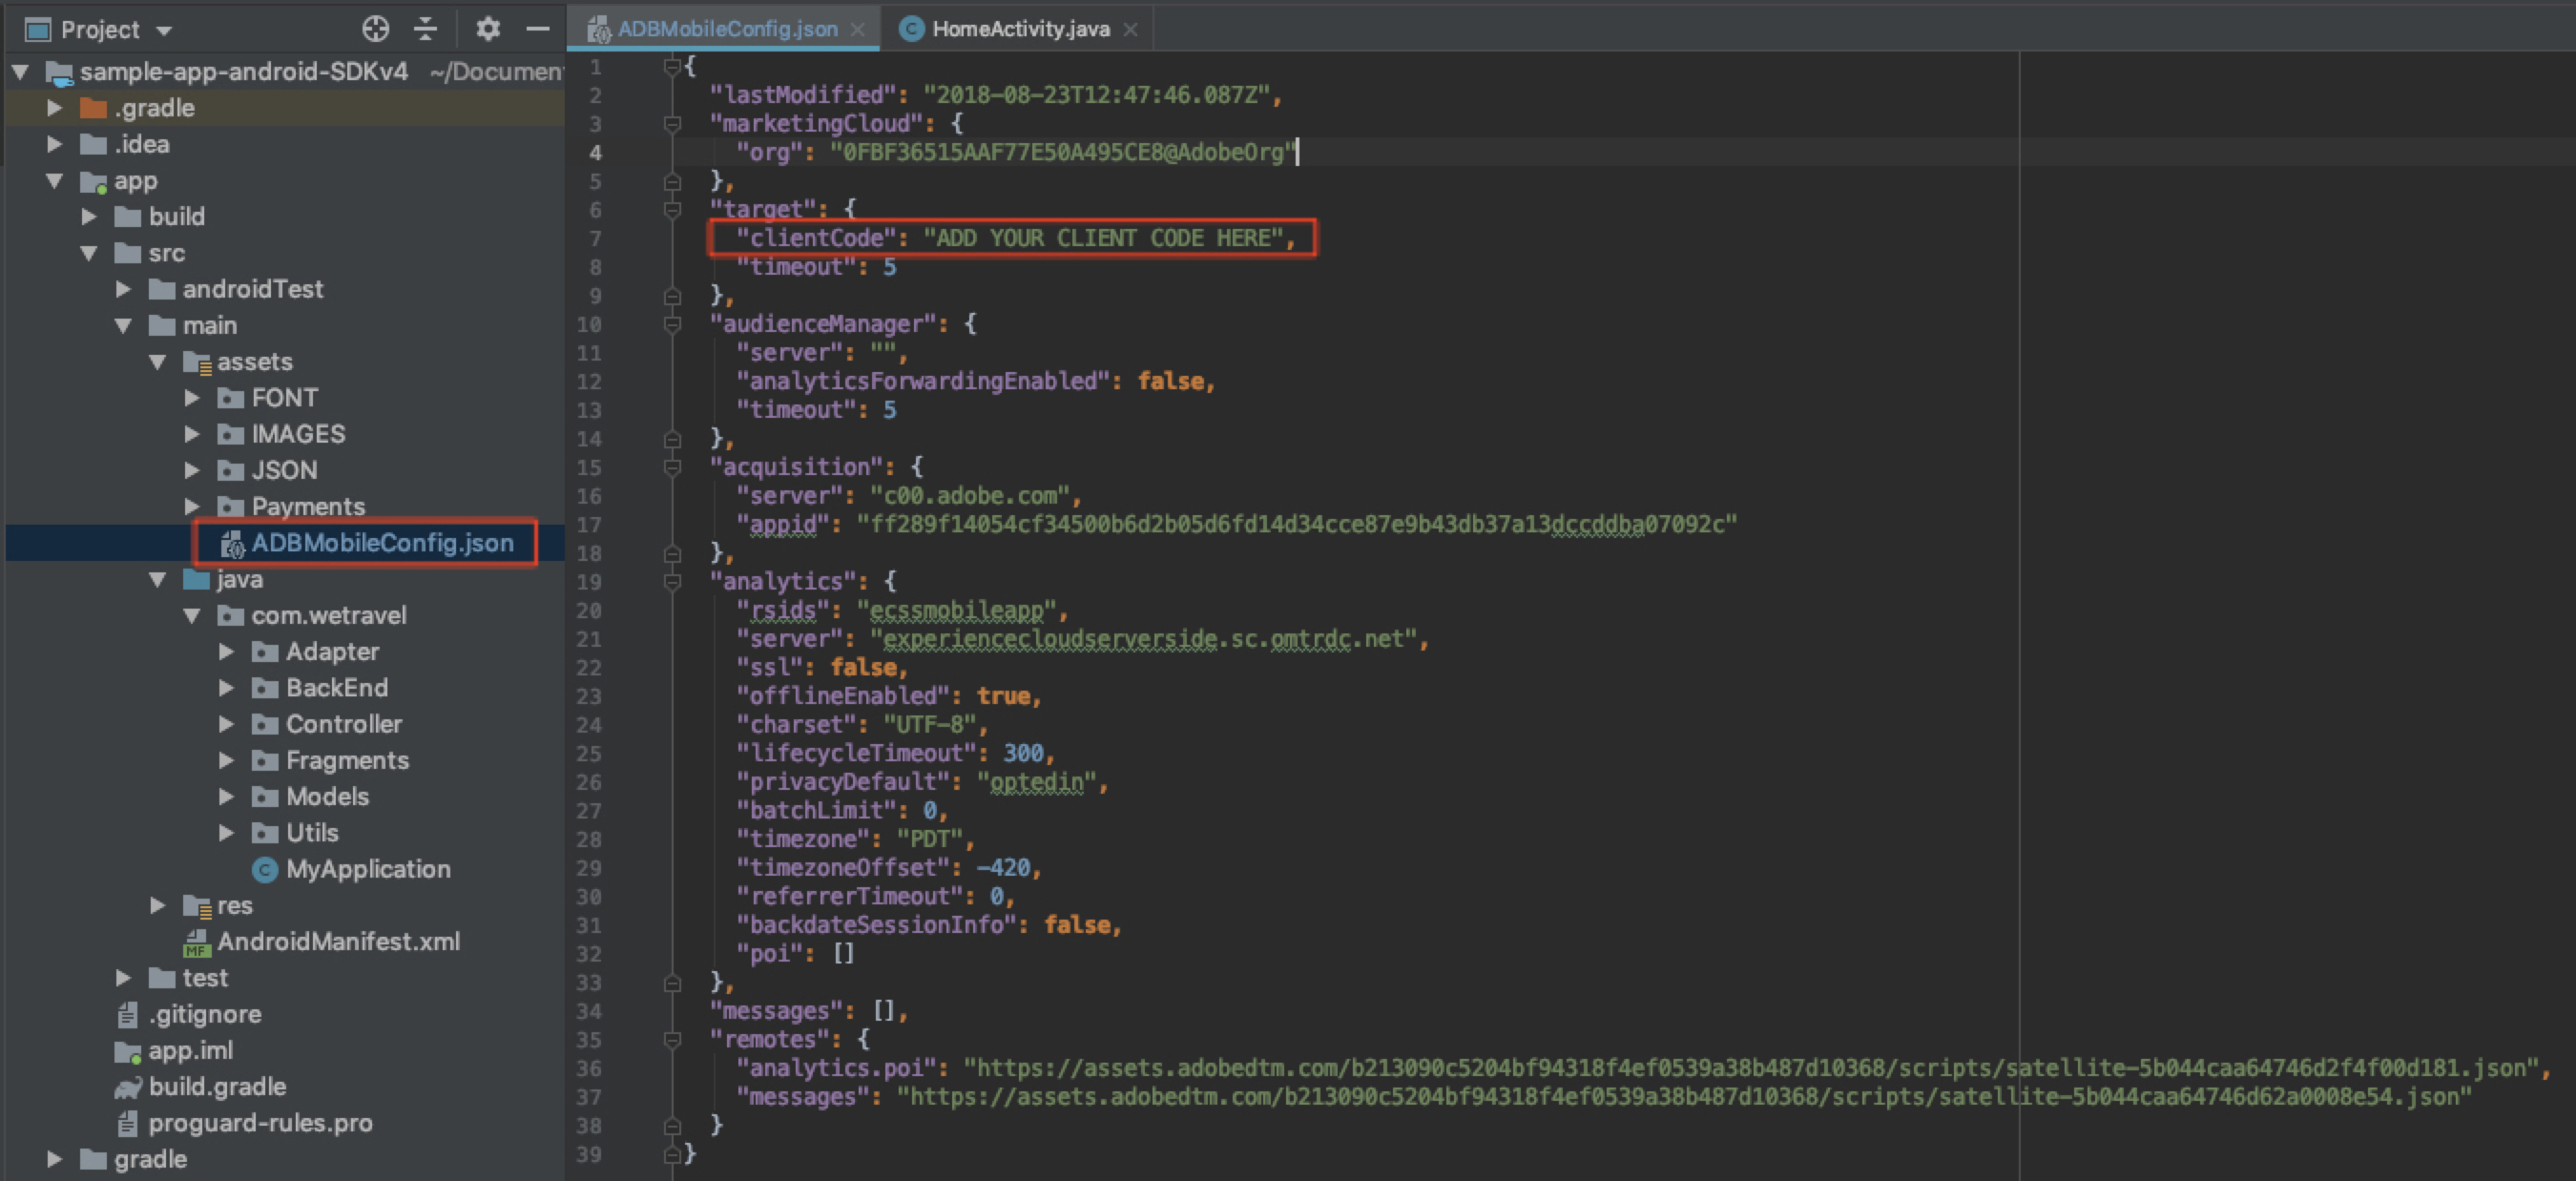 Project
sample-app-android-SDKv4 ~/Documen
.gradle
.idea
app
build
src
androidTest
main
assets
FONT
IMAGES
JSON
Payments
ADBMobileConfig.json
java
com.wetravel
Adapter
BackEnd
Controller
Fragments
Models
Utils
MyApplication
res
AndroidManifest.xml
test
.gitignore
app.iml
build.gradle
proguard-rules.pro
gradle
ADBMobileConfig.json HomeActivity.java
1 {
2 "lastModified": "2018-08-23T12:47:46.087Z",
3 "marketingCloud": {
4 "org": "0FBF36515AAF77E50A495CE8@AdobeOrg"
5 },
6 "target": {
7 "clientCode": "ADD YOUR CLIENT CODE HERE",
8 "timeout": 5
9 },
10 "audienceManager": {
11 "server": "",
12 "analyticsForwardingEnabled": false,
13 "timeout": 5
14 },
15 "acquisition": {
16 "server": "c00.adobe.com",
17 "appid": "ff289f14054cf34500b6d2b05d6fd14d34cce87e9b43db37a13dccddba07092c"
18 },
19 "analytics": {
20 "rsids": "ecssmobileapp",
21 "server": "experiencecloudserverside.sc.omtrdc.net",
22 "ssl": false,
23 "offlineEnabled": true,
24 "charset": "UTF-8",
25 "lifecycleTimeout": 300,
26 "privacyDefault": "optedin",
27 "batchLimit": 0,
28 "timezone": "PDT",
29 "timezoneOffset": -420,
30 "referrerTimeout": 0,
31 "backdateSessionInfo": false,
32 "poi": []
33 },
34 "messages": [],
35 "remotes": {
36 "analytics.poi": "https://assets.adobedtm.com/b213090c5204bf94318f4ef0539a38b487d10368/scripts/satellite-5b044caa64746d2f4f00d181.json",
37 "messages": "https://assets.adobedtm.com/b213090c5204bf94318f4ef0539a38b487d10368/scripts/satellite-5b044caa64746d62a0008e54.json"
38 }
39 }